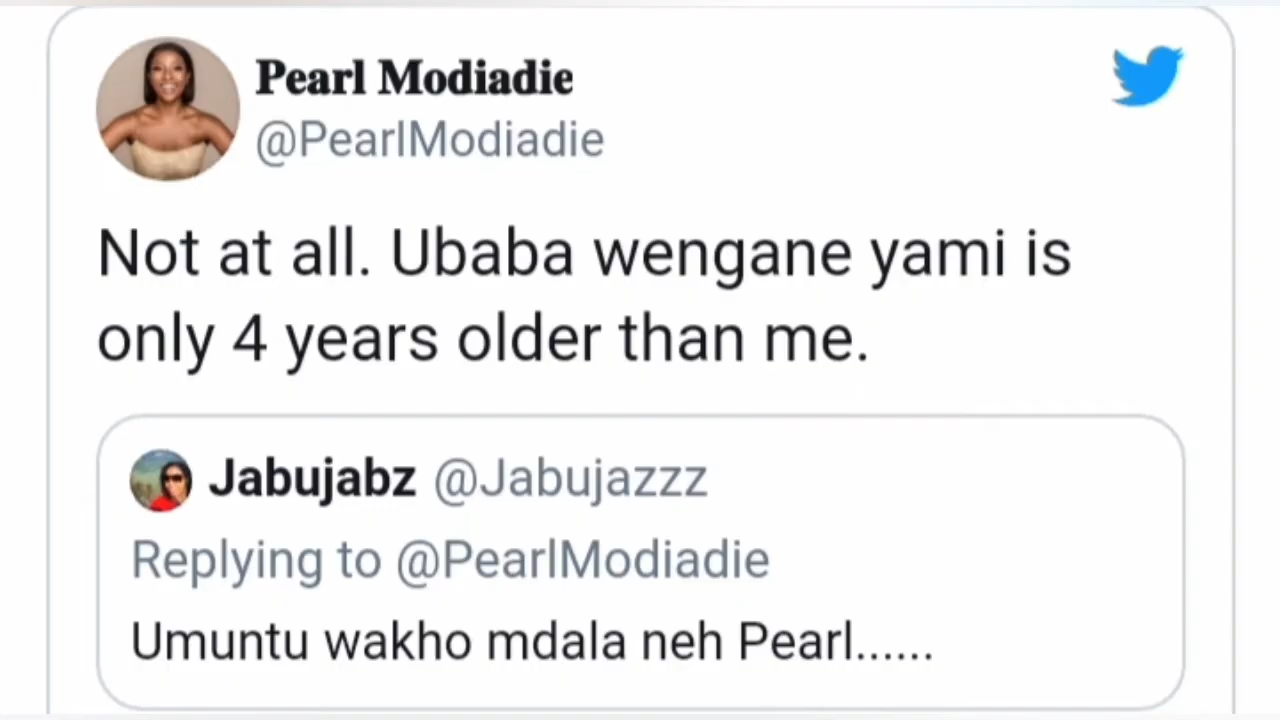 Pearl Modiadie
@PearlModiadie
Not at all. Ubaba wengane yami is
only 4 years older than me.
Jabujabz @Jabujazzz
Replying to @PearlModiadie
Umuntu wakho mdala neh Pearl......